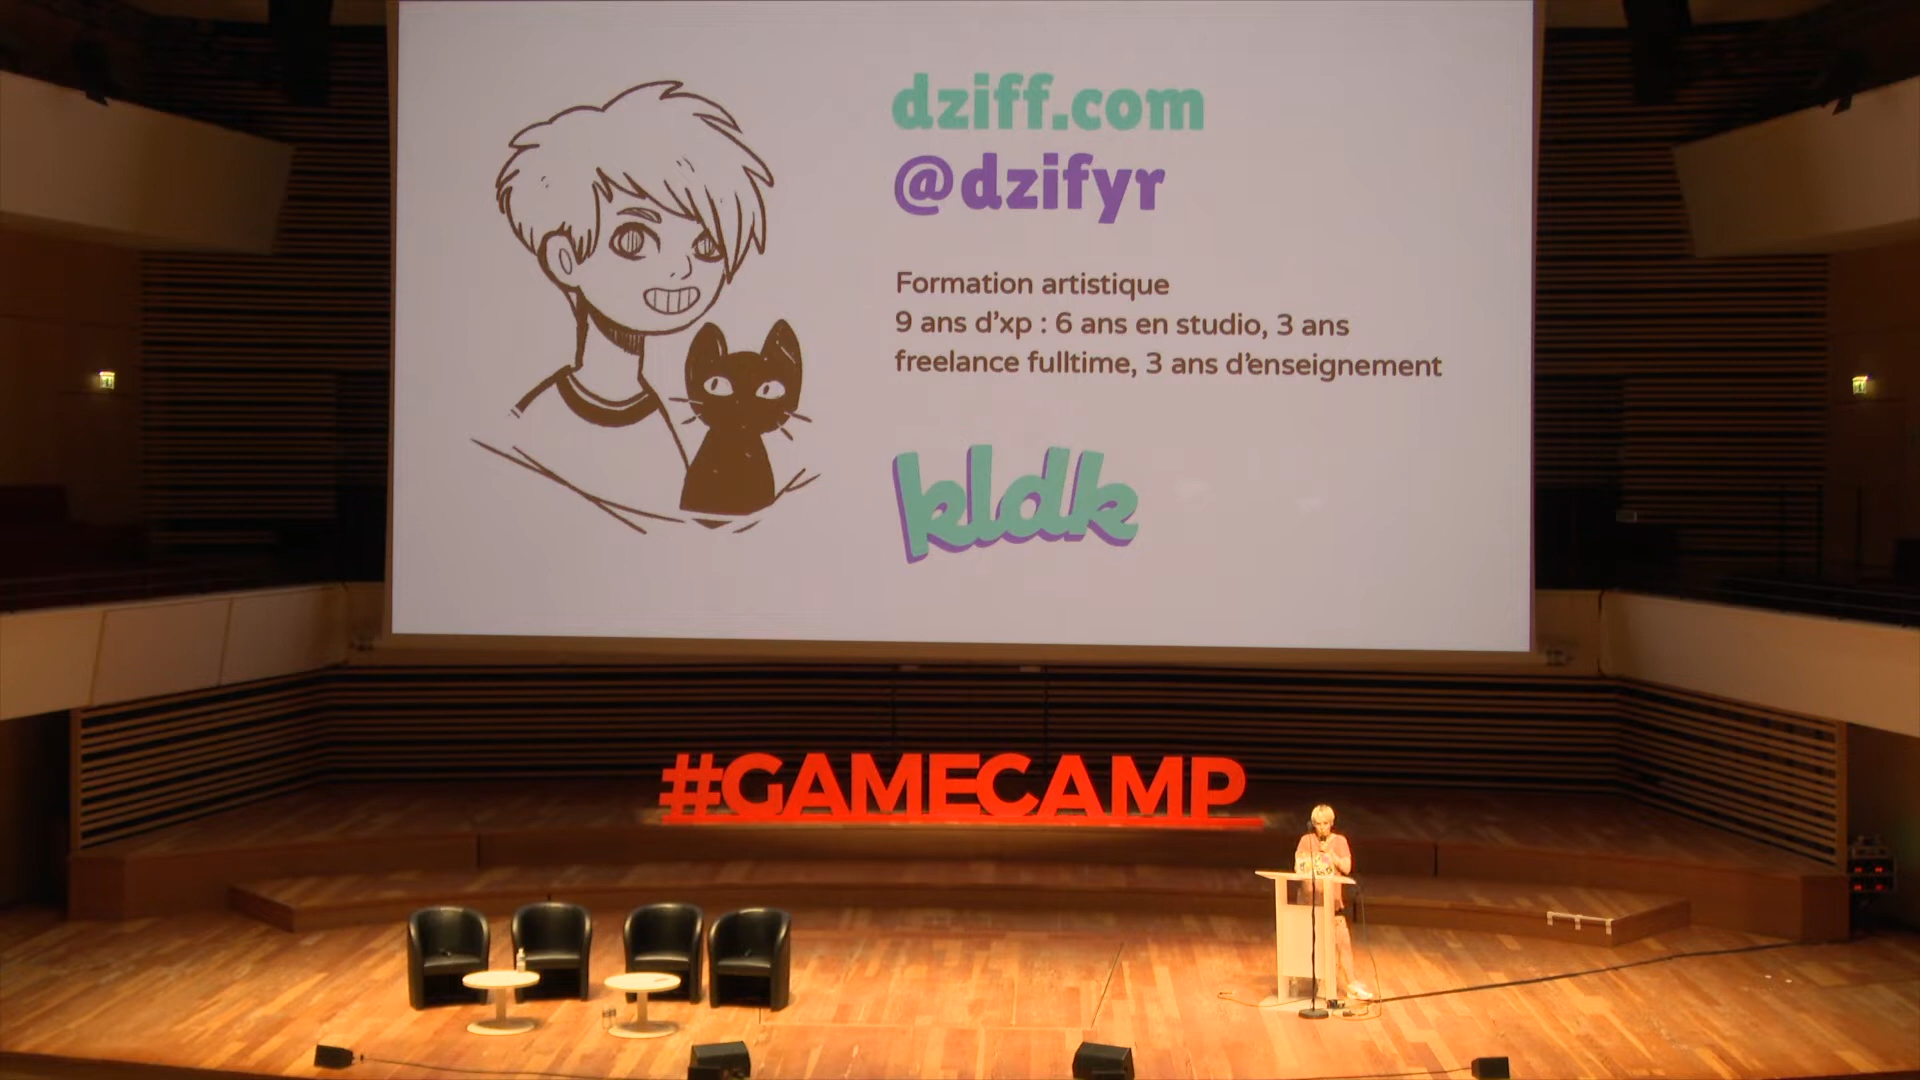 dziff.com
@dzifyr
Formation artistique
9 ans d'xp : 6 ans en studio, 3 ans
freelance fulltime, 3 ans d'enseignement
kldk
#GAMECAMP